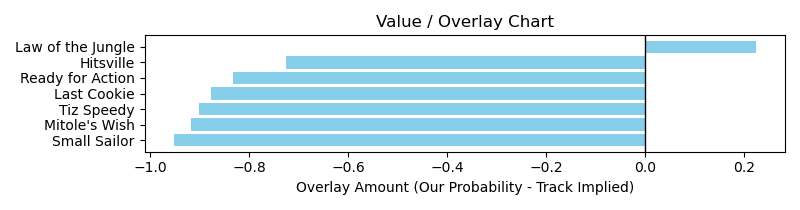 Value / Overlay Chart
Law of the Jungle
Hitsville
Ready for Action
Last Cookie
Tiz Speedy
Mitole's Wish
Small Sailor
−1.0 −0.8 −0.6 −0.4 −0.2 0.0 0.2
Overlay Amount (Our Probability - Track Implied)